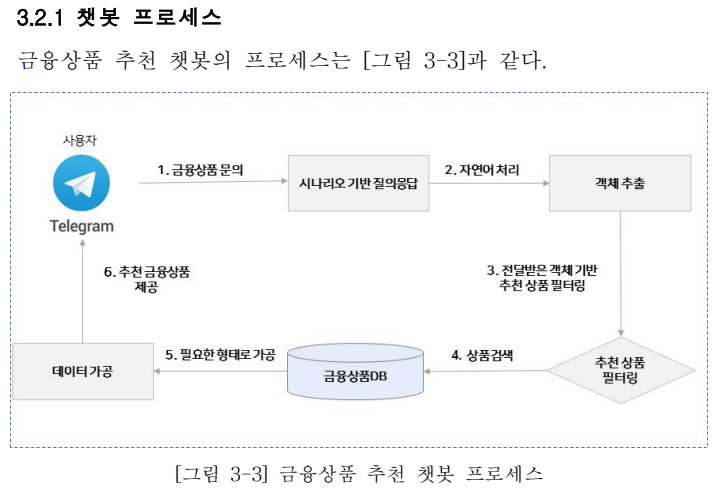 3.2.1 챗봇 프로세스
금융상품 추천 챗봇의 프로세스는 [그림 3-3]과 같다.
사용자
Telegram
1. 금융상품 문의
시나리오 기반 질의응답
2. 자연어 처리
객체 추출
3. 전달받은 객체 기반
추천 상품 필터링
추천 상품
필터링
4. 상품검색
금융상품DB
5. 필요한 형태로 가공
데이터 가공
6. 추천 금융상품
제공
[그림 3-3] 금융상품 추천 챗봇 프로세스